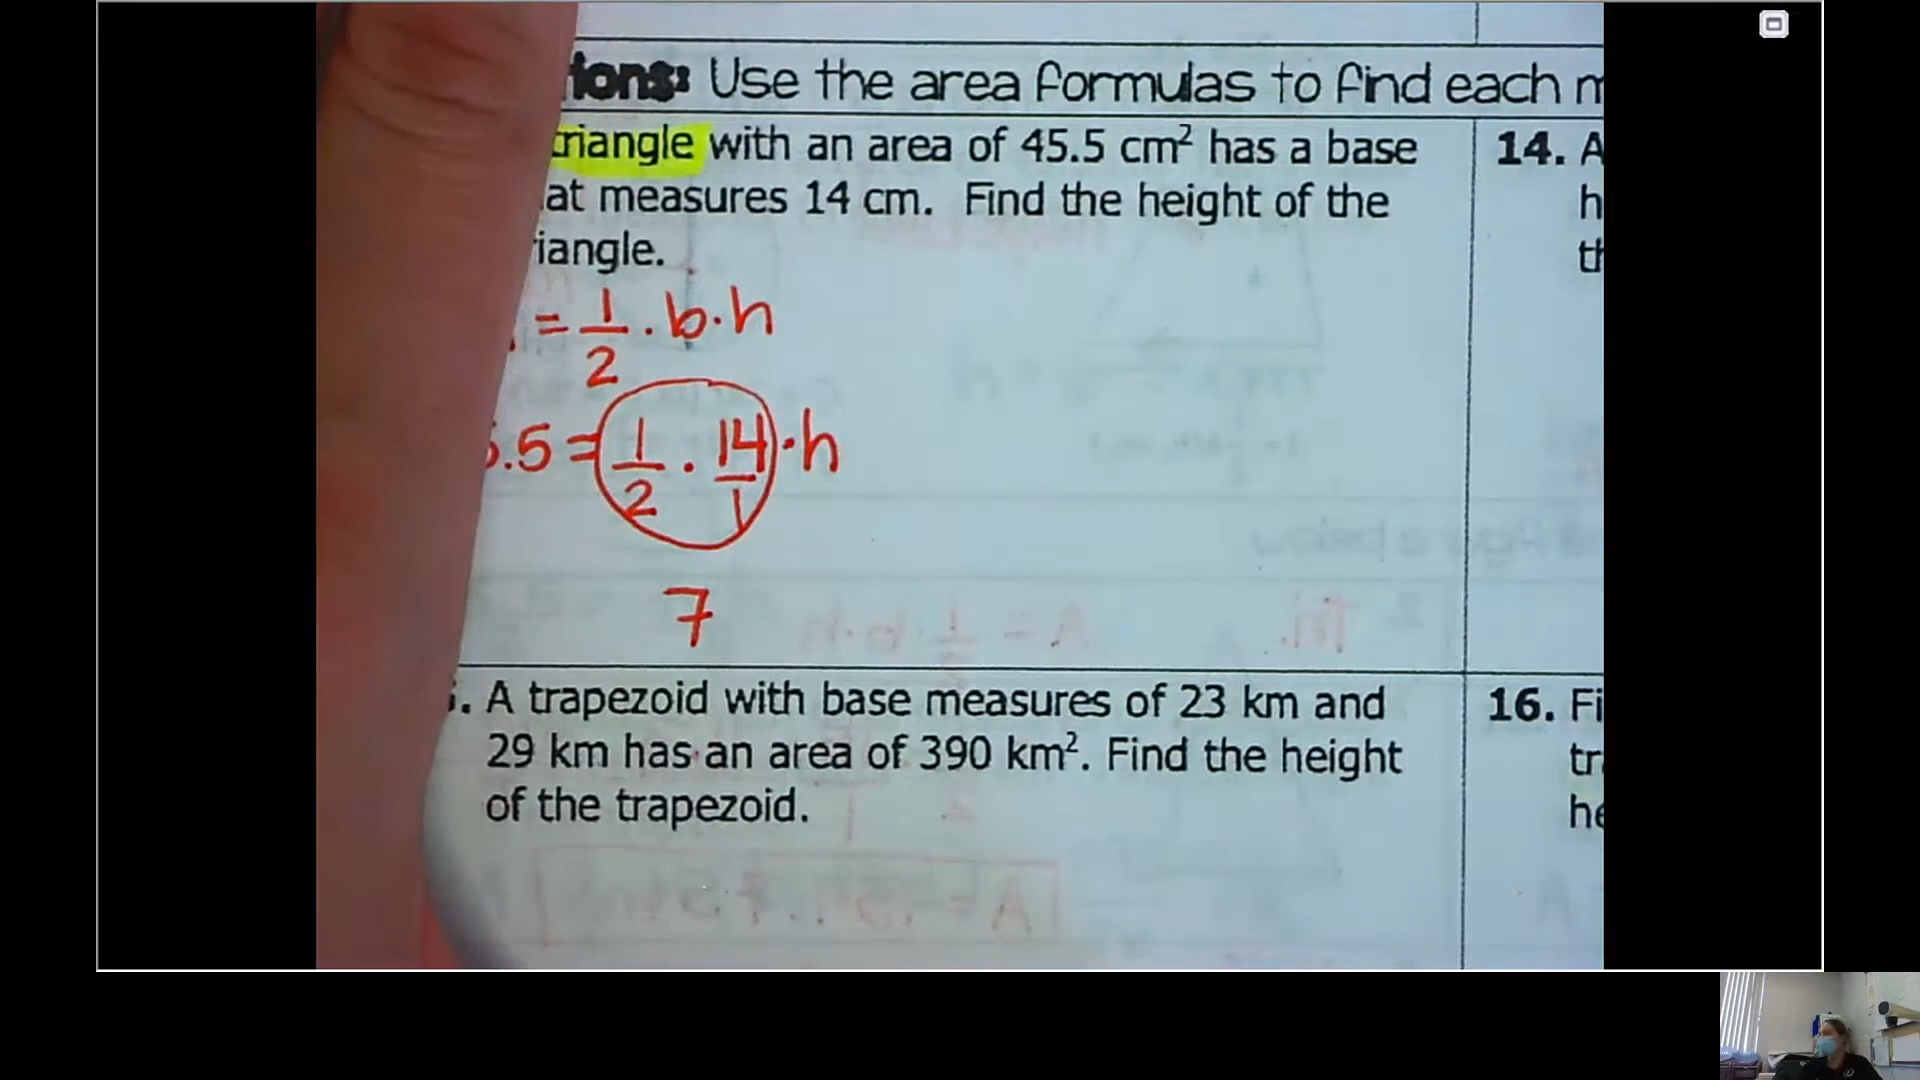 ions: Use the area formulas to find each m
triangle with an area of 45.5 cm² has a base
at measures 14 cm. Find the height of the
riangle.
= 1/2 · b · h
.5 = 1/2 · 14/1 · h
7
14. A
h
th
. A trapezoid with base measures of 23 km and
29 km has an area of 390 km². Find the height
of the trapezoid.
16. Fi
tr
he